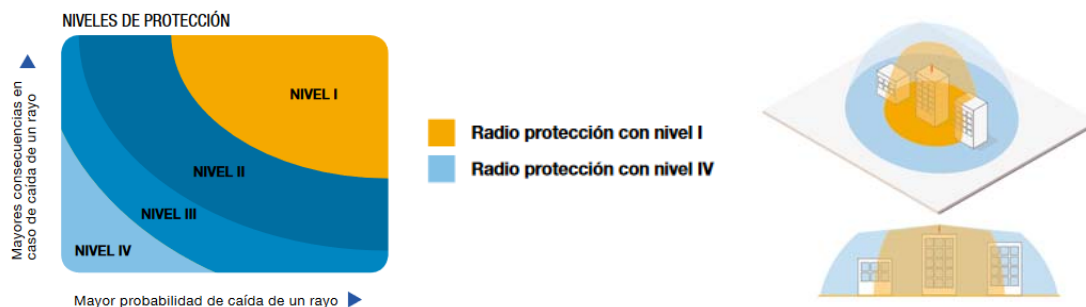 NIVELES DE PROTECCIÓN
Mayores consecuencias en
caso de caída de un rayo
NIVEL I
NIVEL II
NIVEL III
NIVEL IV
Mayor probabilidad de caída de un rayo
Radio protección con nivel I
Radio protección con nivel IV